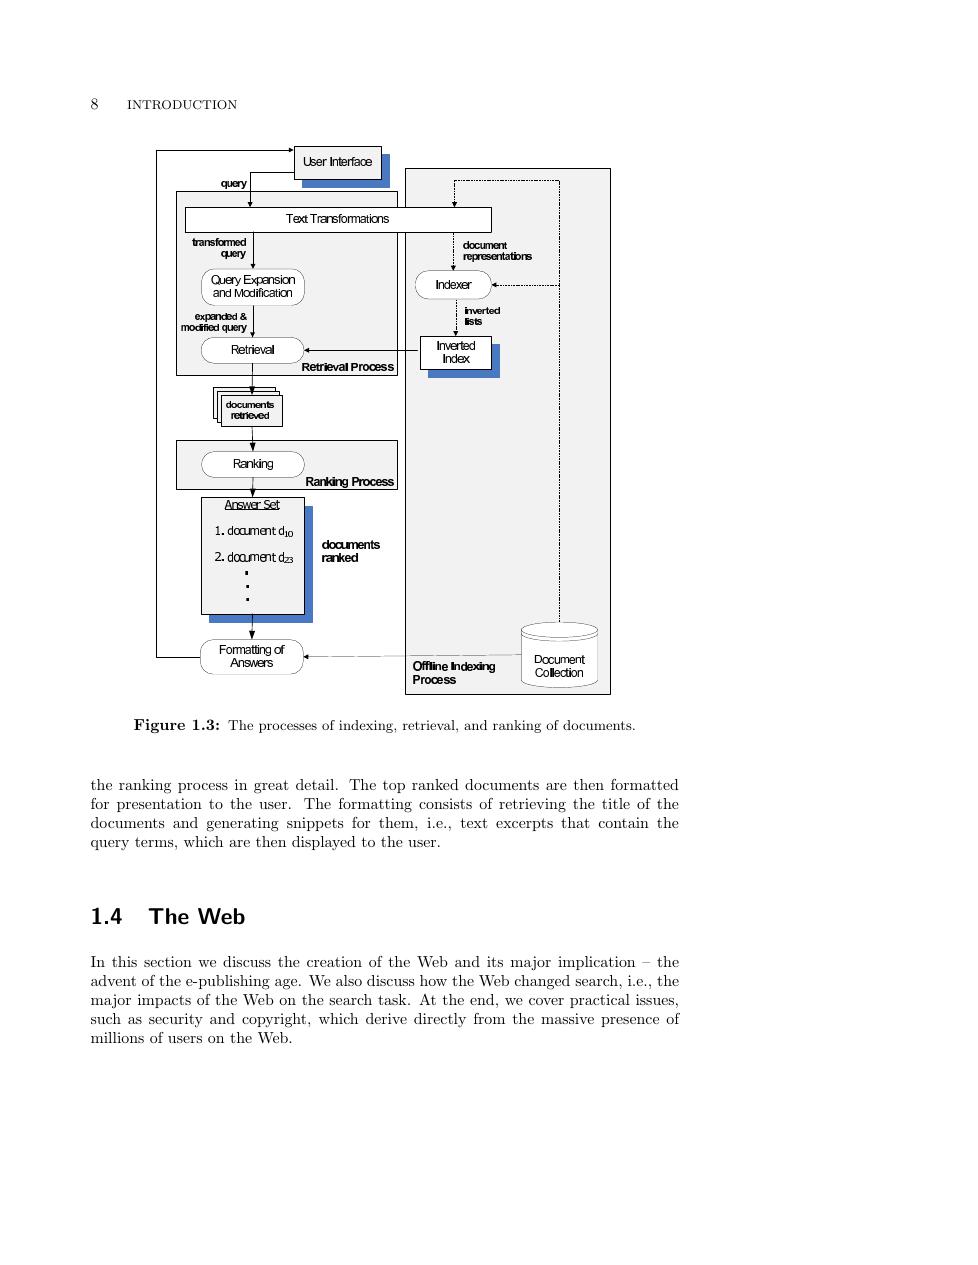 8 INTRODUCTION
User Interface
query
Text Transformations
transformed
query
document
representations
Query Expansion
and Modification
Indexer
expanded &
modified query
inverted
lists
Retrieval
Inverted
Index
Retrieval Process
documents
retrieved
Ranking
Ranking Process
Answer Set
1. document d10
2. document d23
.
.
.
documents
ranked
Formatting of
Answers
Offline Indexing
Process
Document
Collection
Figure 1.3: The processes of indexing, retrieval, and ranking of documents.
the ranking process in great detail. The top ranked documents are then formatted
for presentation to the user. The formatting consists of retrieving the title of the
documents and generating snippets for them, i.e., text excerpts that contain the
query terms, which are then displayed to the user.
1.4 The Web
In this section we discuss the creation of the Web and its major implication – the
advent of the e-publishing age. We also discuss how the Web changed search, i.e., the
major impacts of the Web on the search task. At the end, we cover practical issues,
such as security and copyright, which derive directly from the massive presence of
millions of users on the Web.